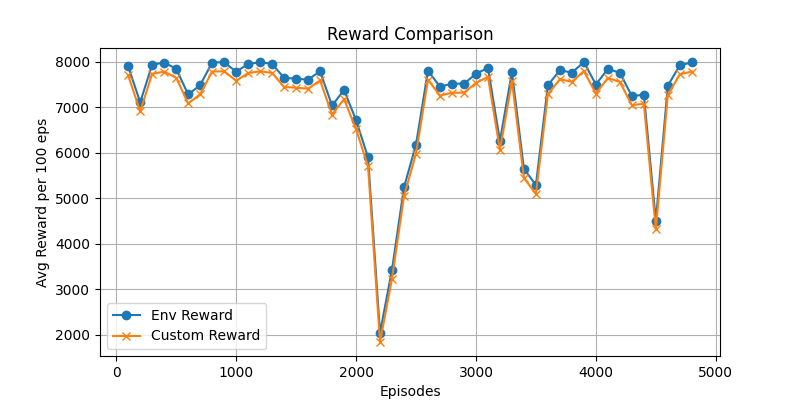 Reward Comparison
Avg Reward per 100 eps
8000
7000
6000
5000
4000
3000
2000
Env Reward
Custom Reward
0 1000 2000 3000 4000 5000
Episodes